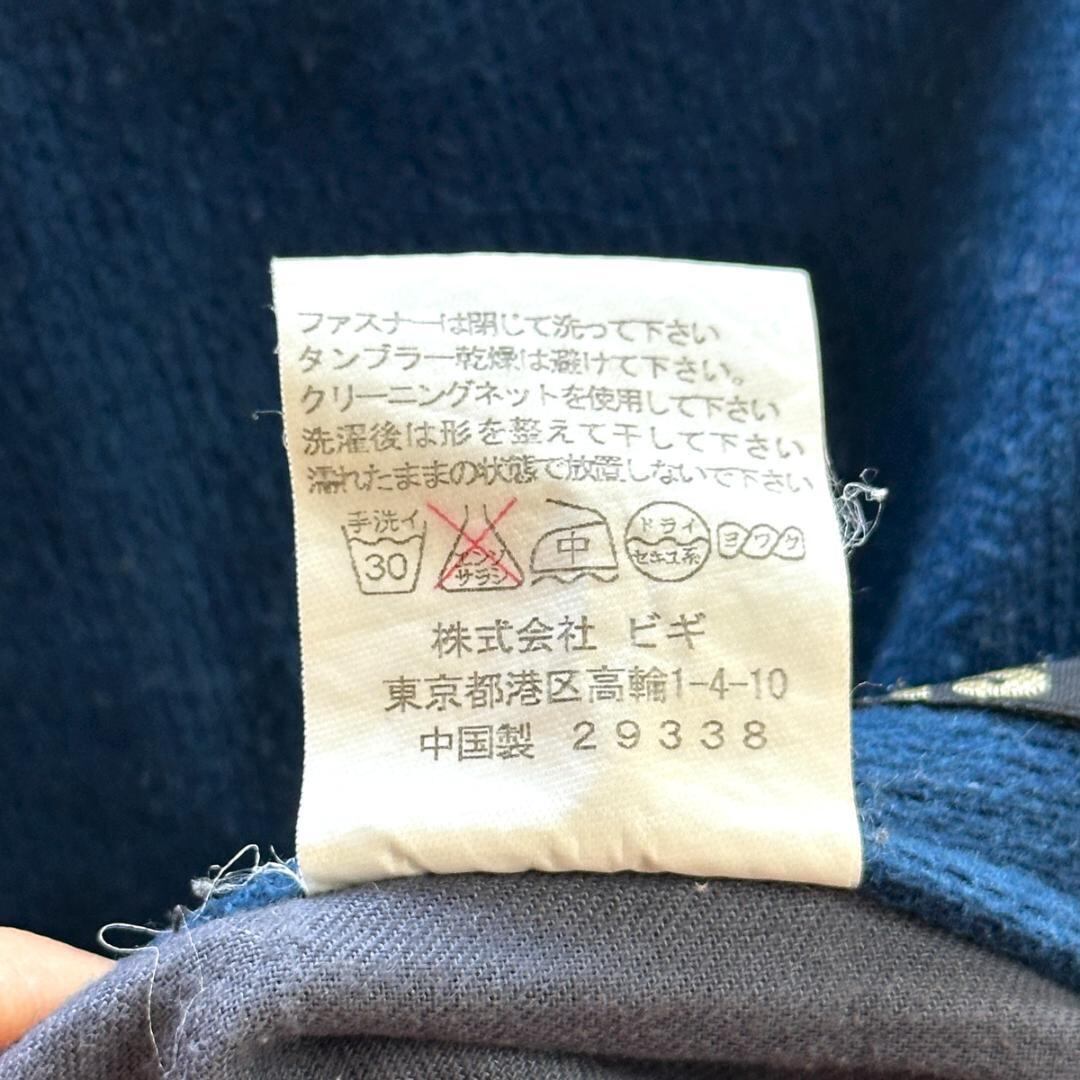 ファスナーは閉じて洗って下さい
タンブラー乾燥は避けて下さい。
クリーニングネットを使用して下さい
洗濯後は形を整えて干して下さい
濡れたままの状態で放置しないで下さい
手洗イ 30
エンソ サラシ
中
ドライ セキユ系
ヨワク
株式会社 ビギ
東京都港区高輪1-4-10
中国製 29338